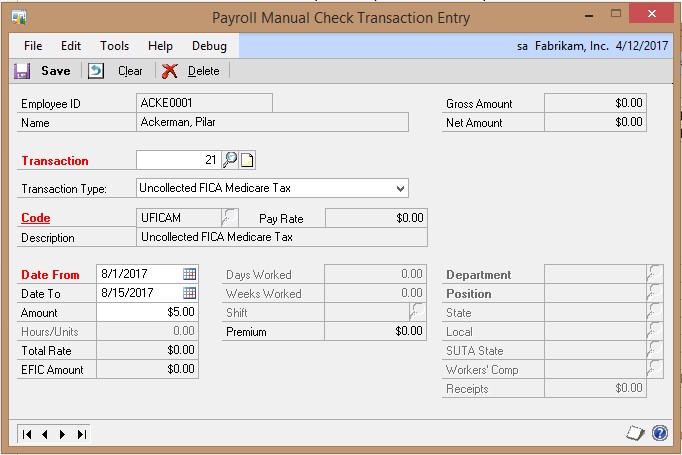 Payroll Manual Check Transaction Entry
File Edit Tools Help Debug sa Fabrikam, Inc. 4/12/2017
Save Clear Delete
Employee ID ACKE0001 Gross Amount $0.00
Name Ackerman, Pilar Net Amount $0.00
Transaction 21
Transaction Type: Uncollected FICA Medicare Tax
Code UFICAM Pay Rate $0.00
Description Uncollected FICA Medicare Tax
Date From 8/1/2017 Days Worked 0.00 Department
Date To 8/15/2017 Weeks Worked 0.00 Position
Amount $5.00 Shift State
Hours/Units 0.00 Premium $0.00 Local
Total Rate $0.00 SUTA State
EFIC Amount $0.00 Workers' Comp
Receipts $0.00